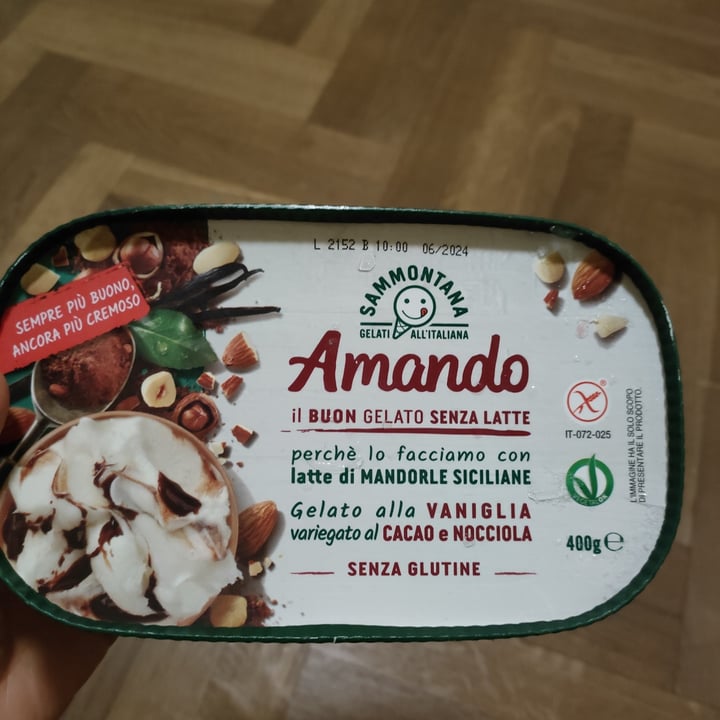 L 2152 B 10:00 06/2024
SEMPRE PIÙ BUONO,
ANCORA PIÙ CREMOSO
SAMMONTANA
GELATI ALL'ITALIANA
Amando
il BUON GELATO SENZA LATTE
perchè lo facciamo con
latte di MANDORLE SICILIANE
Gelato alla VANIGLIA
variegato al CACAO e NOCCIOLA
SENZA GLUTINE
IT-072-025
L'IMMAGINE HA IL SOLO SCOPO
DI PRESENTARE IL PRODOTTO.
400g e